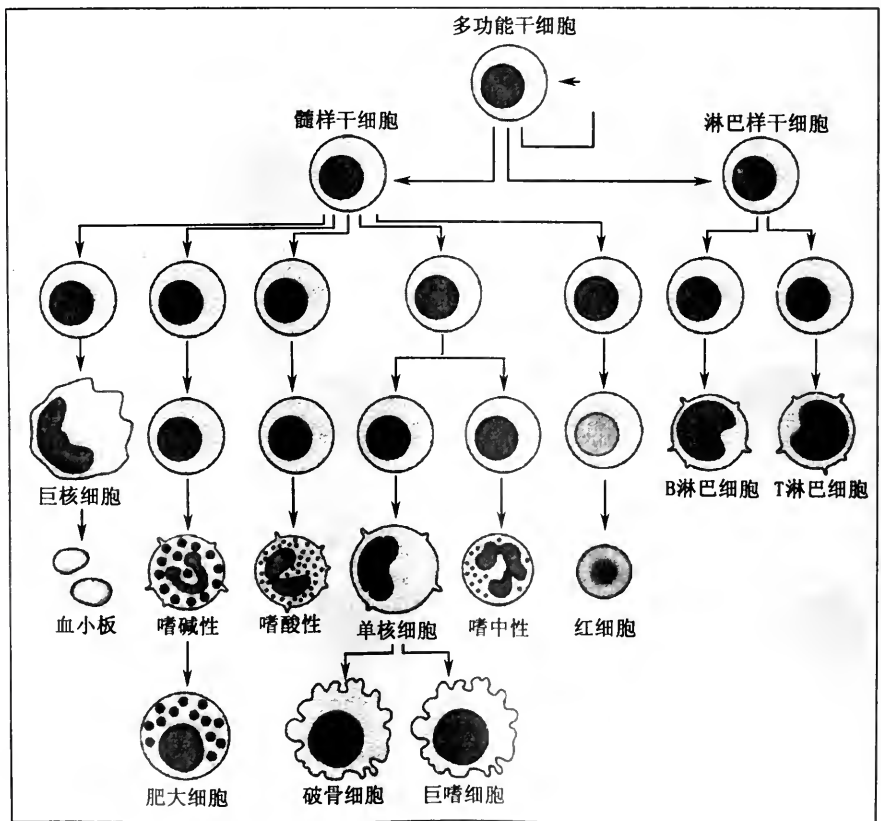 多功能干细胞
髓样干细胞
淋巴样干细胞
巨核细胞
B淋巴细胞
T淋巴细胞
血小板
嗜碱性
嗜酸性
单核细胞
嗜中性
红细胞
肥大细胞
破骨细胞
巨嗜细胞